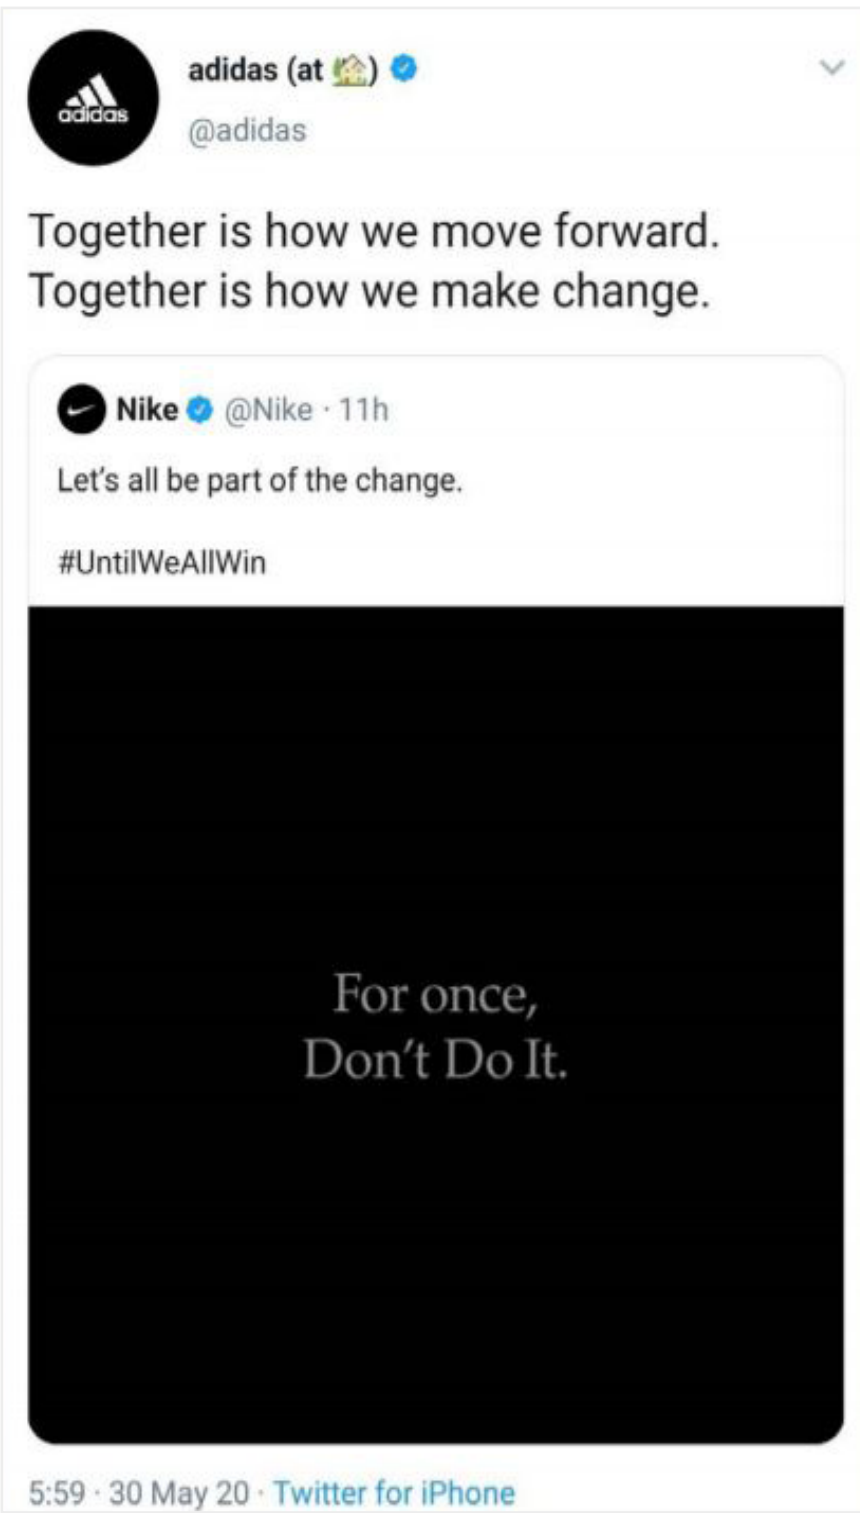 adidas
adidas (at 🏡)
@adidas
Together is how we move forward.
Together is how we make change.
Nike @Nike · 11h
Let's all be part of the change.
#UntilWeAllWin
For once,
Don't Do It.
5:59 · 30 May 20 · Twitter for iPhone